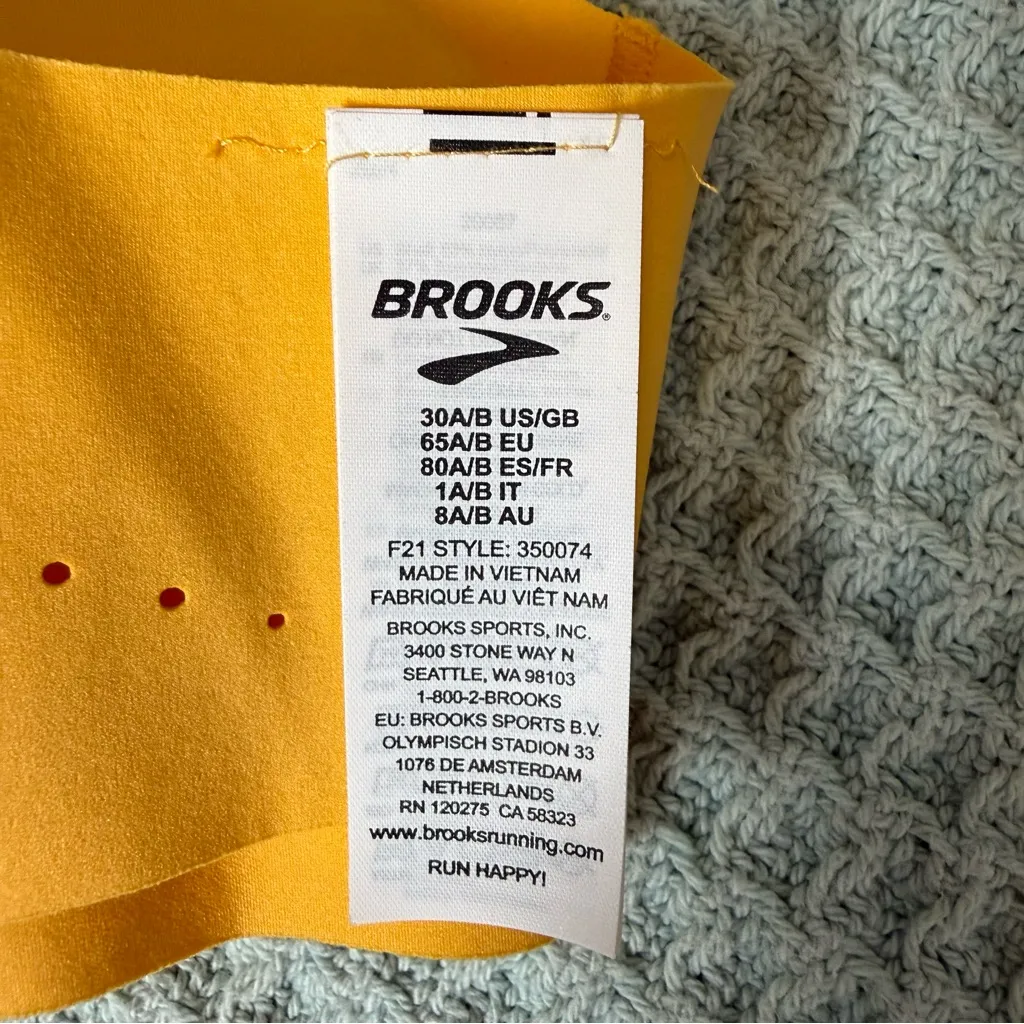 BROOKS®
30A/B US/GB
65A/B EU
80A/B ES/FR
1A/B IT
8A/B AU
F21 STYLE: 350074
MADE IN VIETNAM
FABRIQUÉ AU VIÊT NAM
BROOKS SPORTS, INC.
3400 STONE WAY N
SEATTLE, WA 98103
1-800-2-BROOKS
EU: BROOKS SPORTS B.V.
OLYMPISCH STADION 33
1076 DE AMSTERDAM
NETHERLANDS
RN 120275 CA 58323
www.brooksrunning.com
RUN HAPPY!